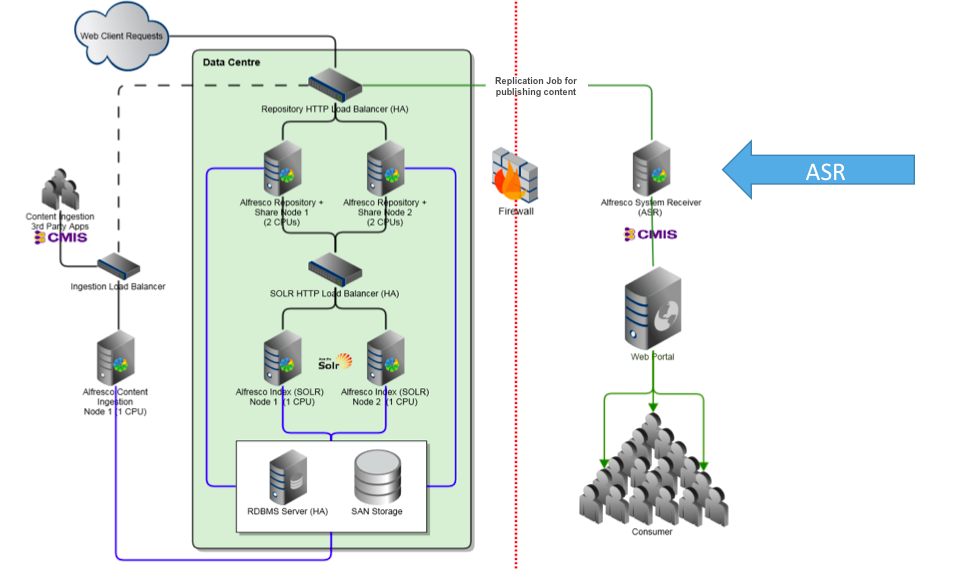 Web Client Requests
Data Centre
Repository HTTP Load Balancer (HA)
Replication Job for
publishing content
Alfresco Repository +
Share Node 1
(2 CPUs)
Alfresco Repository +
Share Node 2
(2 CPUs)
Firewall
Alfresco System Receiver
(ASR)
ASR
CMIS
Content Ingestion
3rd Party Apps
CMIS
Ingestion Load Balancer
SOLR HTTP Load Balancer (HA)
Solr
Alfresco Index (SOLR)
Node 1 (1 CPU)
Alfresco Index (SOLR)
Node 2 (1 CPU)
Alfresco Content
Ingestion
Node 1 (1 CPU)
Web Portal
RDBMS Server (HA)
SAN Storage
Consumer